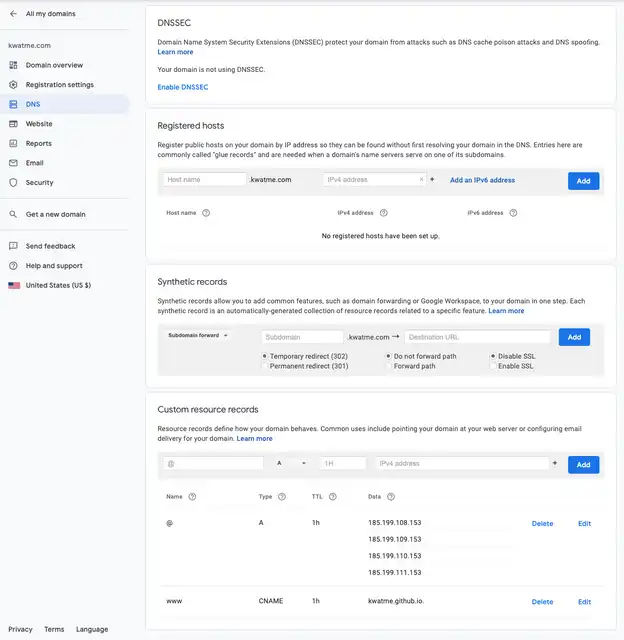 All my domains
kwatme.com
Domain overview
Registration settings
DNS
Website
Reports
Email
Security
Get a new domain
Send feedback
Help and support
United States (US $)
Privacy Terms Language
DNSSEC
Domain Name System Security Extensions (DNSSEC) protect your domain from attacks such as DNS cache poison attacks and DNS spoofing.
Learn more
Your domain is not using DNSSEC.
Enable DNSSEC
Registered hosts
Register public hosts on your domain by IP address so they can be found without first resolving your domain in the DNS. Entries here are
commonly called "glue records" and are needed when a domain's name servers serve on one of its subdomains.
Host name .kwatme.com IPv4 address × + Add an IPv6 address Add
Host name ? IPv4 address ? IPv6 address ?
No registered hosts have been set up.
Synthetic records
Synthetic records allow you to add common features, such as domain forwarding or Google Workspace, to your domain in one step. Each
synthetic record is an automatically-generated collection of resource records related to a specific feature. Learn more
Subdomain forward Subdomain .kwatme.com → Destination URL Add
Temporary redirect (302) Do not forward path Disable SSL
Permanent redirect (301) Forward path Enable SSL
Custom resource records
Resource records define how your domain behaves. Common uses include pointing your domain at your web server or configuring email
delivery for your domain. Learn more
@ A 1H IPv4 address + Add
Name ? Type ? TTL ? Data ?
@ A 1h 185.199.108.153 Delete Edit
185.199.109.153
185.199.110.153
185.199.111.153
www CNAME 1h kwatme.github.io. Delete Edit